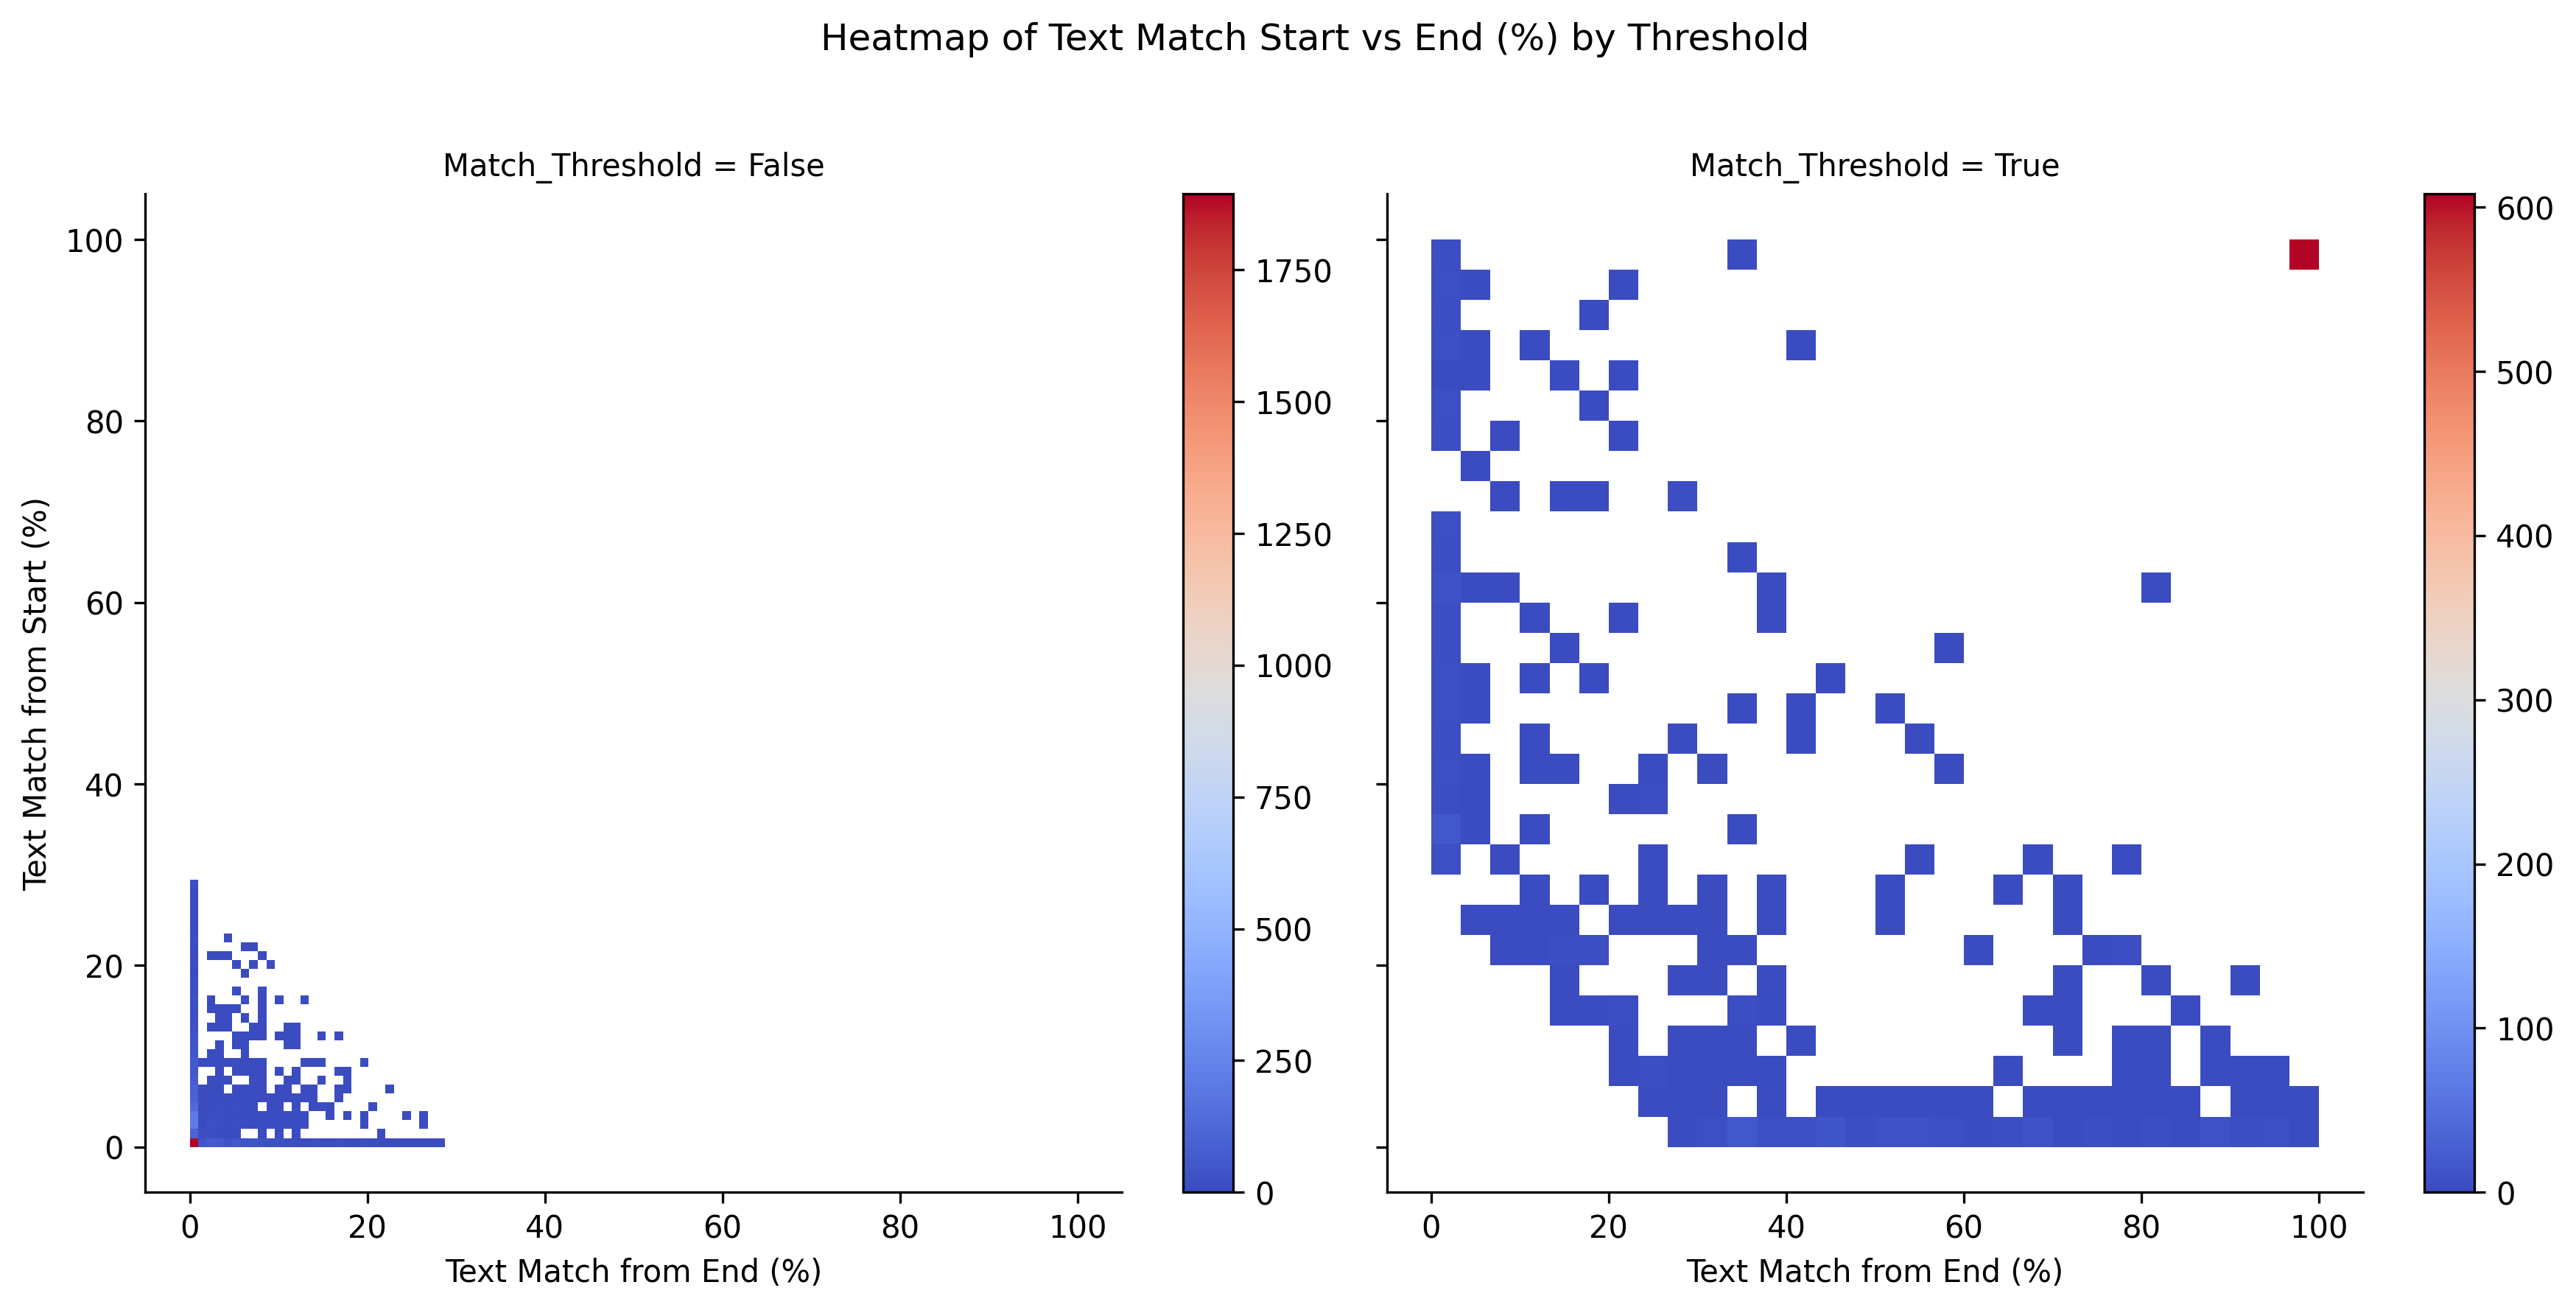 Heatmap of Text Match Start vs End (%) by Threshold
Match_Threshold = False
Match_Threshold = True
Text Match from Start (%)
100
80
60
40
20
0
0 20 40 60 80 100
Text Match from End (%)
1750
1500
1250
1000
750
500
250
0
0 20 40 60 80 100
Text Match from End (%)
600
500
400
300
200
100
0